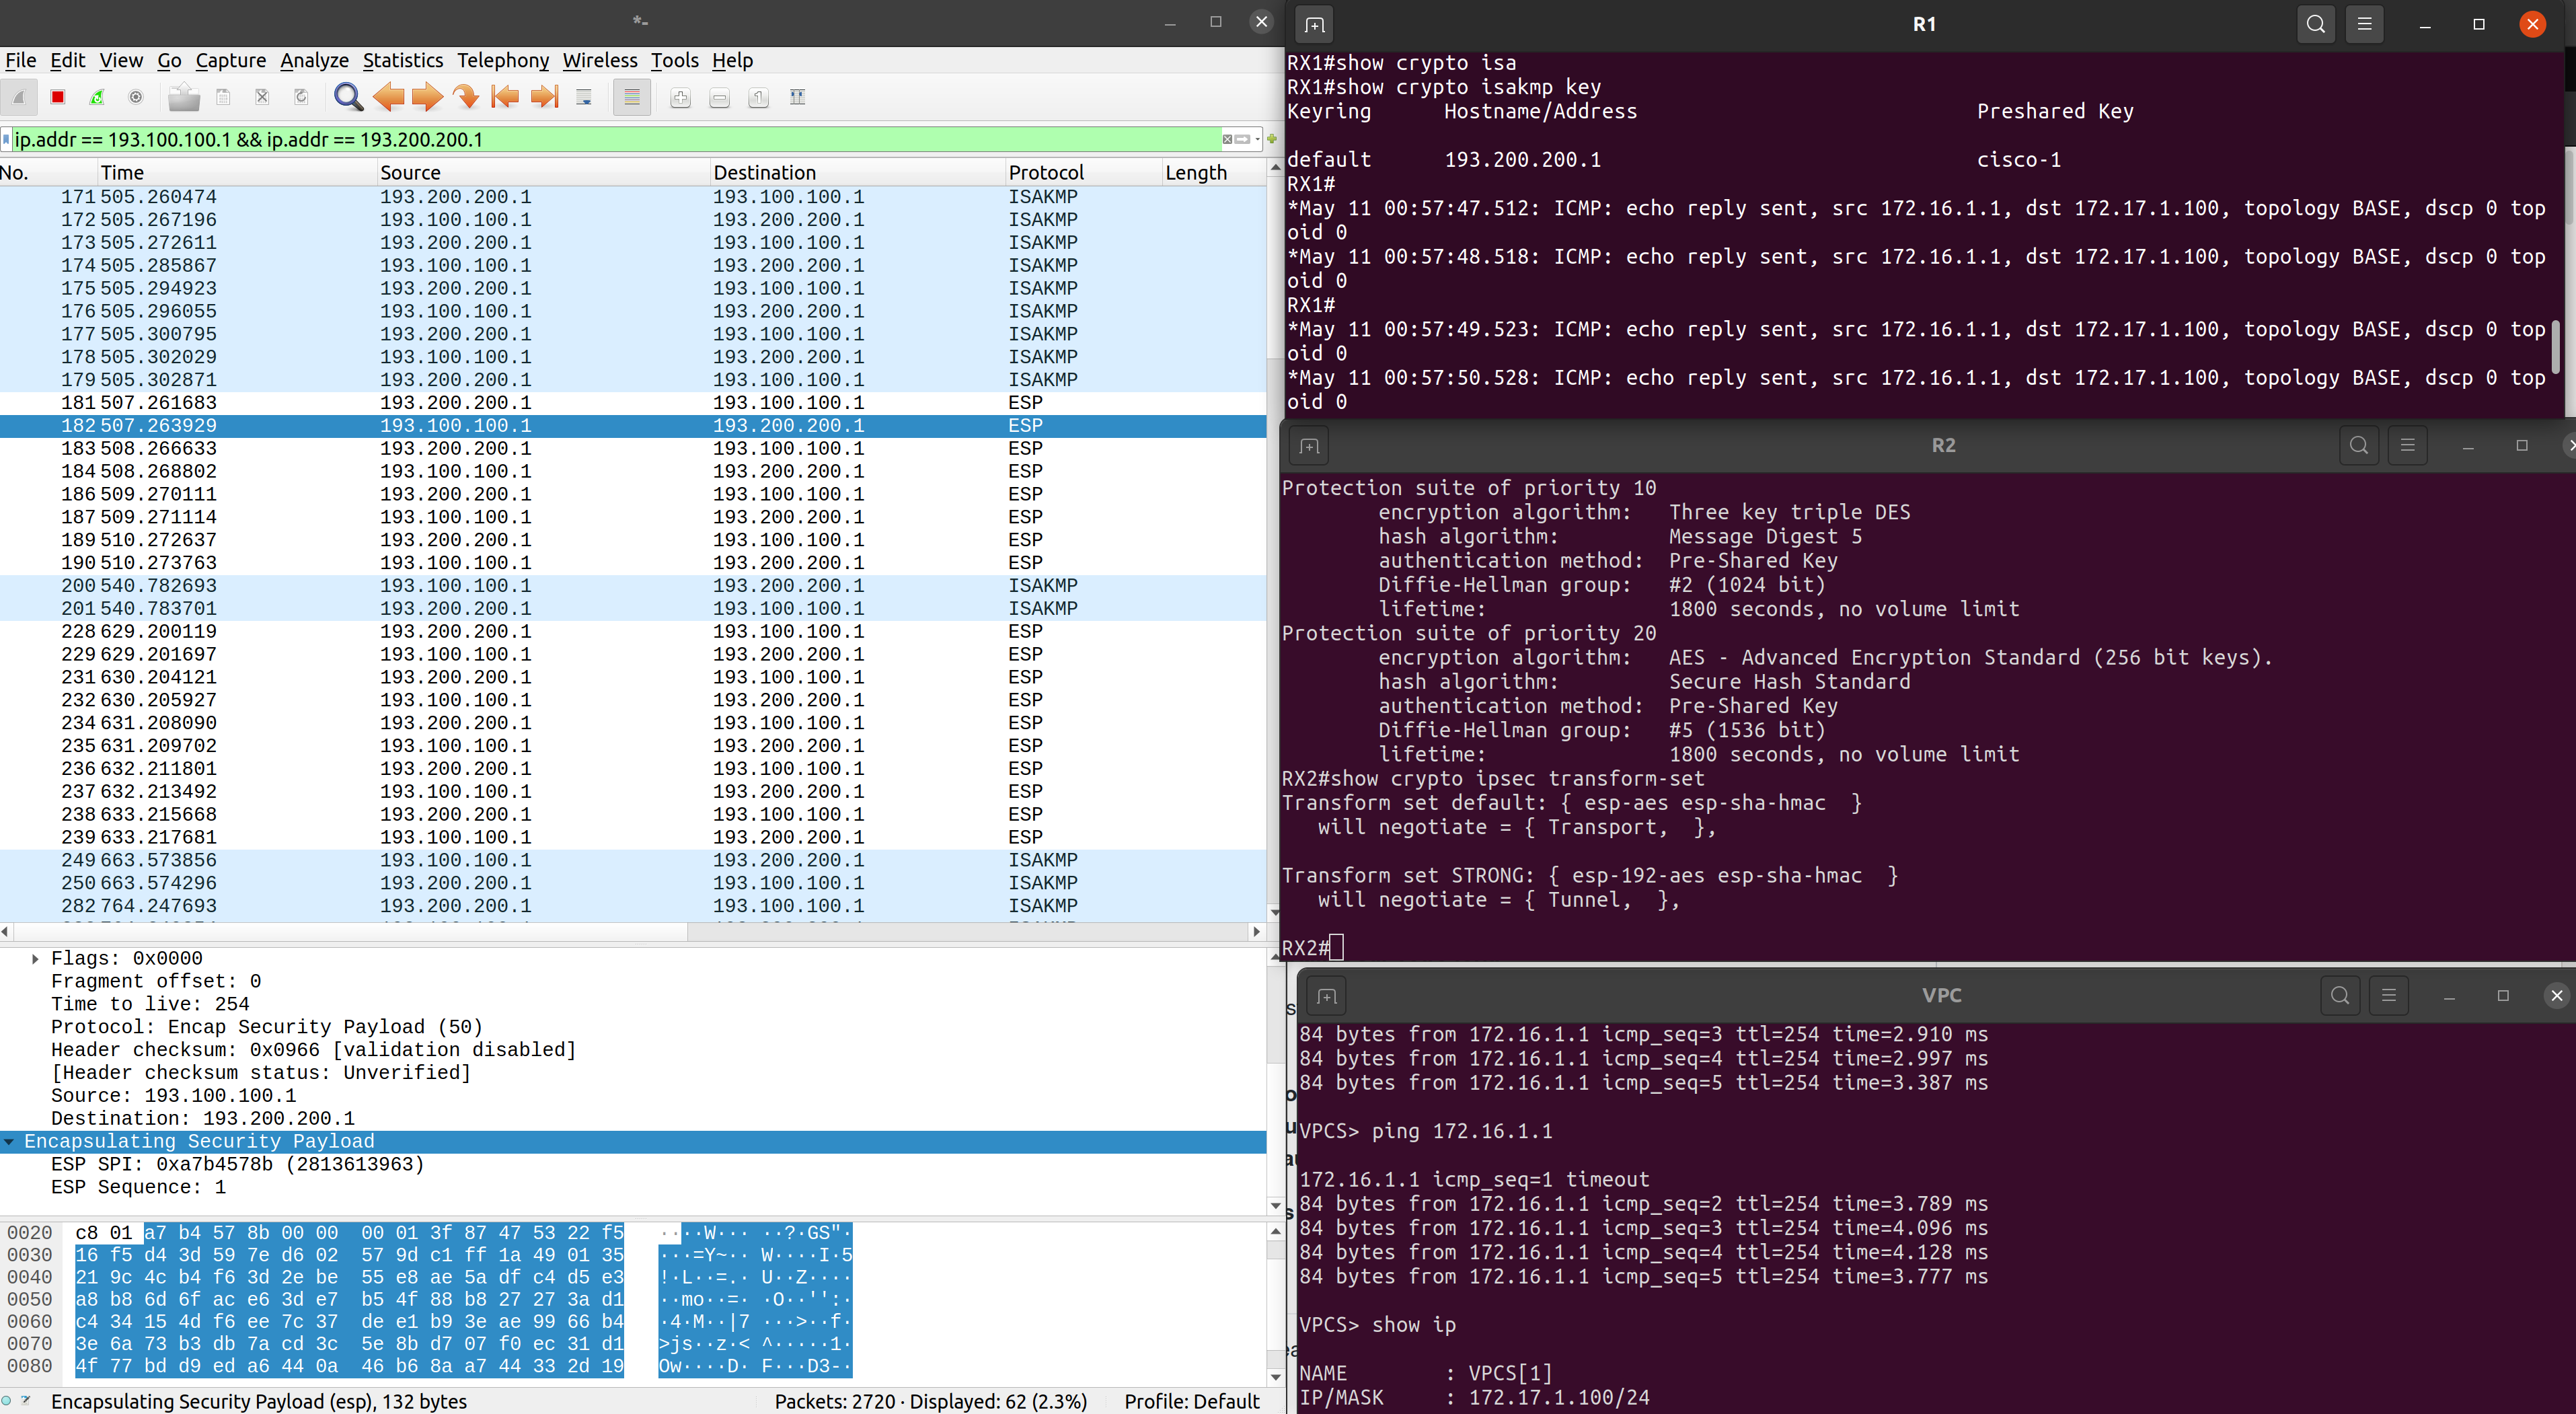 *-
File Edit View Go Capture Analyze Statistics Telephony Wireless Tools Help
ip.addr == 193.100.100.1 && ip.addr == 193.200.200.1
No. Time Source Destination Protocol Length
171 505.260474 193.200.200.1 193.100.100.1 ISAKMP
172 505.267196 193.100.100.1 193.200.200.1 ISAKMP
173 505.272611 193.200.200.1 193.100.100.1 ISAKMP
174 505.285867 193.100.100.1 193.200.200.1 ISAKMP
175 505.294923 193.200.200.1 193.100.100.1 ISAKMP
176 505.296055 193.100.100.1 193.200.200.1 ISAKMP
177 505.300795 193.200.200.1 193.100.100.1 ISAKMP
178 505.302029 193.100.100.1 193.200.200.1 ISAKMP
179 505.302871 193.200.200.1 193.100.100.1 ISAKMP
181 507.261683 193.200.200.1 193.100.100.1 ESP
182 507.263929 193.100.100.1 193.200.200.1 ESP
183 508.266633 193.200.200.1 193.100.100.1 ESP
184 508.268802 193.100.100.1 193.200.200.1 ESP
186 509.270111 193.200.200.1 193.100.100.1 ESP
187 509.271114 193.100.100.1 193.200.200.1 ESP
189 510.272637 193.200.200.1 193.100.100.1 ESP
190 510.273763 193.100.100.1 193.200.200.1 ESP
200 540.782693 193.100.100.1 193.200.200.1 ISAKMP
201 540.783701 193.200.200.1 193.100.100.1 ISAKMP
228 629.200119 193.200.200.1 193.100.100.1 ESP
229 629.201697 193.100.100.1 193.200.200.1 ESP
231 630.204121 193.200.200.1 193.100.100.1 ESP
232 630.205927 193.100.100.1 193.200.200.1 ESP
234 631.208090 193.200.200.1 193.100.100.1 ESP
235 631.209702 193.100.100.1 193.200.200.1 ESP
236 632.211801 193.200.200.1 193.100.100.1 ESP
237 632.213492 193.100.100.1 193.200.200.1 ESP
238 633.215668 193.200.200.1 193.100.100.1 ESP
239 633.217681 193.100.100.1 193.200.200.1 ESP
249 663.573856 193.100.100.1 193.200.200.1 ISAKMP
250 663.574296 193.200.200.1 193.100.100.1 ISAKMP
282 764.247693 193.200.200.1 193.100.100.1 ISAKMP
Flags: 0x0000
Fragment offset: 0
Time to live: 254
Protocol: Encap Security Payload (50)
Header checksum: 0x0966 [validation disabled]
[Header checksum status: Unverified]
Source: 193.100.100.1
Destination: 193.200.200.1
Encapsulating Security Payload
ESP SPI: 0xa7b4578b (2813613963)
ESP Sequence: 1
0020 c8 01 a7 b4 57 8b 00 00 00 01 3f 87 47 53 22 f5 ····W··· ··?·GS"·
0030 16 f5 d4 3d 59 7e d6 02 57 9d c1 ff 1a 49 01 35 ···=Y~·· W····I·5
0040 21 9c 4c b4 f6 3d 2e be 55 e8 ae 5a df c4 d5 e3 !·L··=.· U··Z····
0050 a8 b8 6d 6f ac e6 3d e7 b5 4f 88 b8 27 27 3a d1 ··mo··=· ·O··'':·
0060 c4 34 15 4d f6 ee 7c 37 de e1 b9 3e ae 99 66 b4 ·4·M··|7 ···>··f·
0070 3e 6a 73 b3 db 7a cd 3c 5e 8b d7 07 f0 ec 31 d1 >js··z·< ^·····1·
0080 4f 77 bd d9 ed a6 44 0a 46 b6 8a a7 44 33 2d 19 Ow····D· F···D3-·
Encapsulating Security Payload (esp), 132 bytes Packets: 2720 · Displayed: 62 (2.3%) Profile: Default
R1
RX1#show crypto isa
RX1#show crypto isakmp key
Keyring Hostname/Address Preshared Key
default 193.200.200.1 cisco-1
RX1#
*May 11 00:57:47.512: ICMP: echo reply sent, src 172.16.1.1, dst 172.17.1.100, topology BASE, dscp 0 top
oid 0
*May 11 00:57:48.518: ICMP: echo reply sent, src 172.16.1.1, dst 172.17.1.100, topology BASE, dscp 0 top
oid 0
RX1#
*May 11 00:57:49.523: ICMP: echo reply sent, src 172.16.1.1, dst 172.17.1.100, topology BASE, dscp 0 top
oid 0
*May 11 00:57:50.528: ICMP: echo reply sent, src 172.16.1.1, dst 172.17.1.100, topology BASE, dscp 0 top
oid 0
R2
Protection suite of priority 10
encryption algorithm: Three key triple DES
hash algorithm: Message Digest 5
authentication method: Pre-Shared Key
Diffie-Hellman group: #2 (1024 bit)
lifetime: 1800 seconds, no volume limit
Protection suite of priority 20
encryption algorithm: AES - Advanced Encryption Standard (256 bit keys).
hash algorithm: Secure Hash Standard
authentication method: Pre-Shared Key
Diffie-Hellman group: #5 (1536 bit)
lifetime: 1800 seconds, no volume limit
RX2#show crypto ipsec transform-set
Transform set default: { esp-aes esp-sha-hmac }
will negotiate = { Transport, },
Transform set STRONG: { esp-192-aes esp-sha-hmac }
will negotiate = { Tunnel, },
RX2#
VPC
84 bytes from 172.16.1.1 icmp_seq=3 ttl=254 time=2.910 ms
84 bytes from 172.16.1.1 icmp_seq=4 ttl=254 time=2.997 ms
84 bytes from 172.16.1.1 icmp_seq=5 ttl=254 time=3.387 ms
VPCS> ping 172.16.1.1
172.16.1.1 icmp_seq=1 timeout
84 bytes from 172.16.1.1 icmp_seq=2 ttl=254 time=3.789 ms
84 bytes from 172.16.1.1 icmp_seq=3 ttl=254 time=4.096 ms
84 bytes from 172.16.1.1 icmp_seq=4 ttl=254 time=4.128 ms
84 bytes from 172.16.1.1 icmp_seq=5 ttl=254 time=3.777 ms
VPCS> show ip
NAME : VPCS[1]
IP/MASK : 172.17.1.100/24